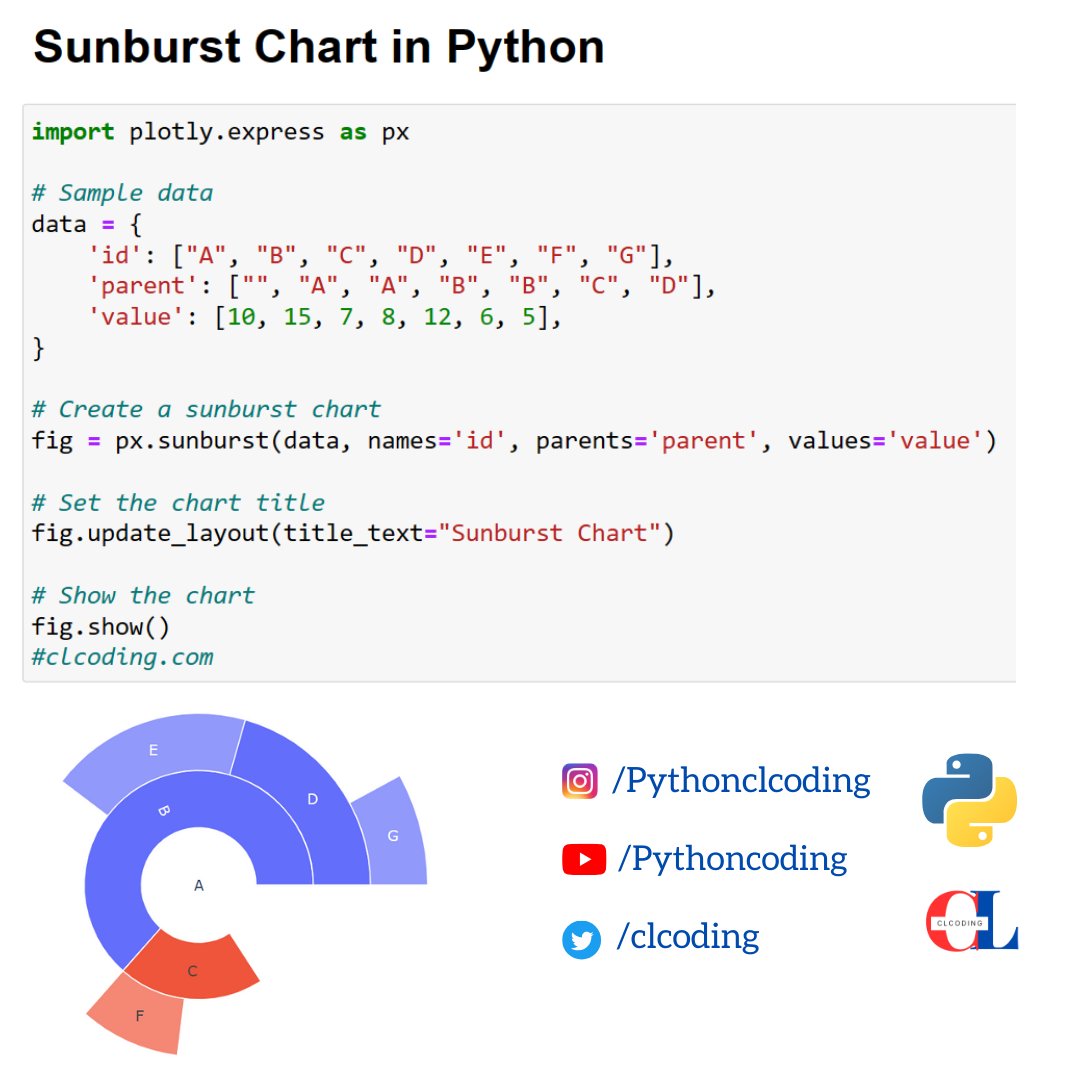 Sunburst Chart in Python
import plotly.express as px
# Sample data
data = {
    'id': ["A", "B", "C", "D", "E", "F", "G"],
    'parent': ["", "A", "A", "B", "B", "C", "D"],
    'value': [10, 15, 7, 8, 12, 6, 5],
}
# Create a sunburst chart
fig = px.sunburst(data, names='id', parents='parent', values='value')
# Set the chart title
fig.update_layout(title_text="Sunburst Chart")
# Show the chart
fig.show()
#clcoding.com
E
B
D
G
A
C
F
/Pythonclcoding
/Pythoncoding
/clcoding
CL
CLCODING